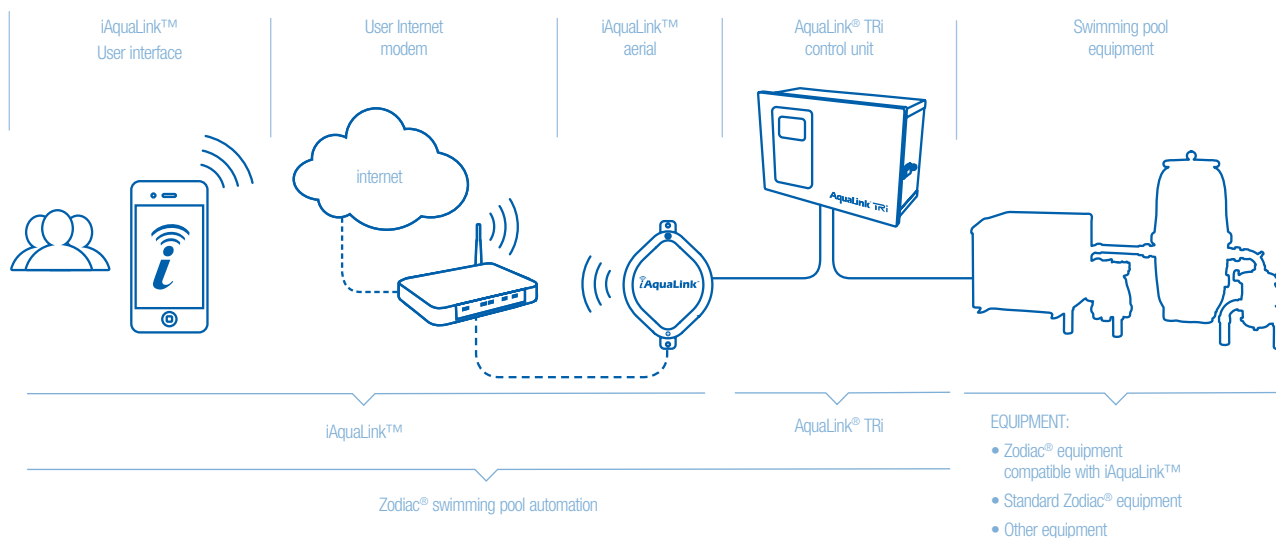 iAquaLink™
User interface
User Internet
modem
iAquaLink™
aerial
AquaLink® TRi
control unit
Swimming pool
equipment
internet
AquaLink TRi
iAquaLink™
iAquaLink™
AquaLink® TRi
EQUIPMENT:
• Zodiac® equipment
compatible with iAquaLink™
• Standard Zodiac® equipment
• Other equipment
Zodiac® swimming pool automation